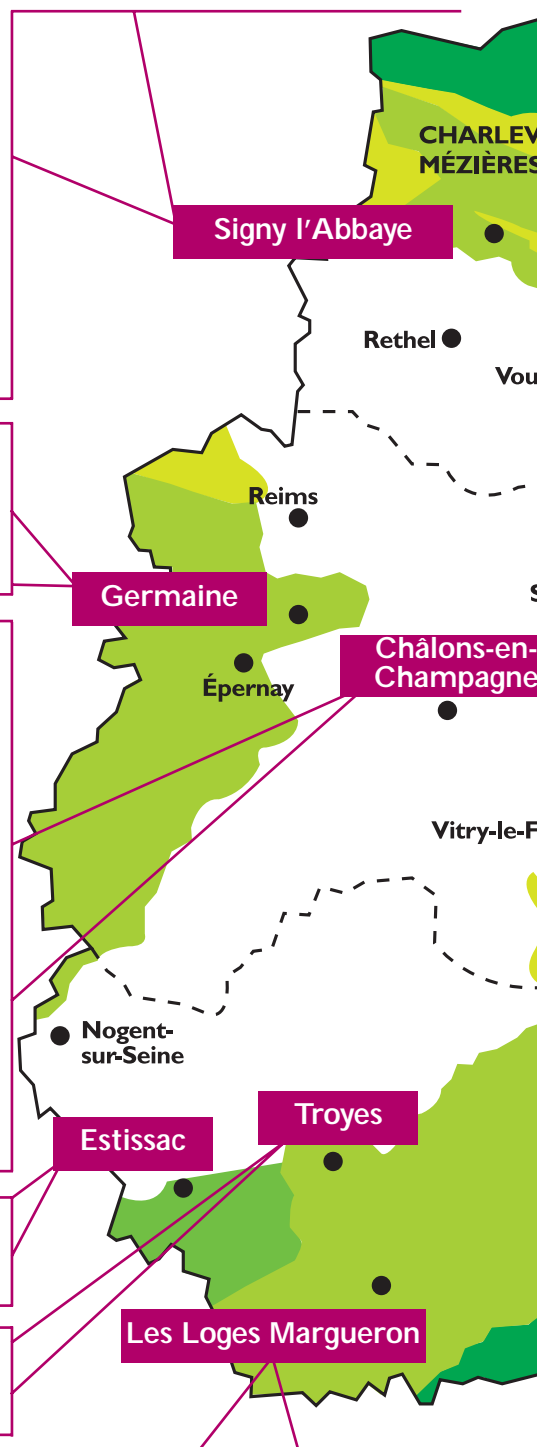 CHARLEV
MÉZIÈRES
Signy l'Abbaye
Rethel
Vou
Reims
S
Germaine
Châlons-en-
Champagne
Épernay
Vitry-le-F
Nogent-
sur-Seine
Troyes
Estissac
Les Loges Margueron